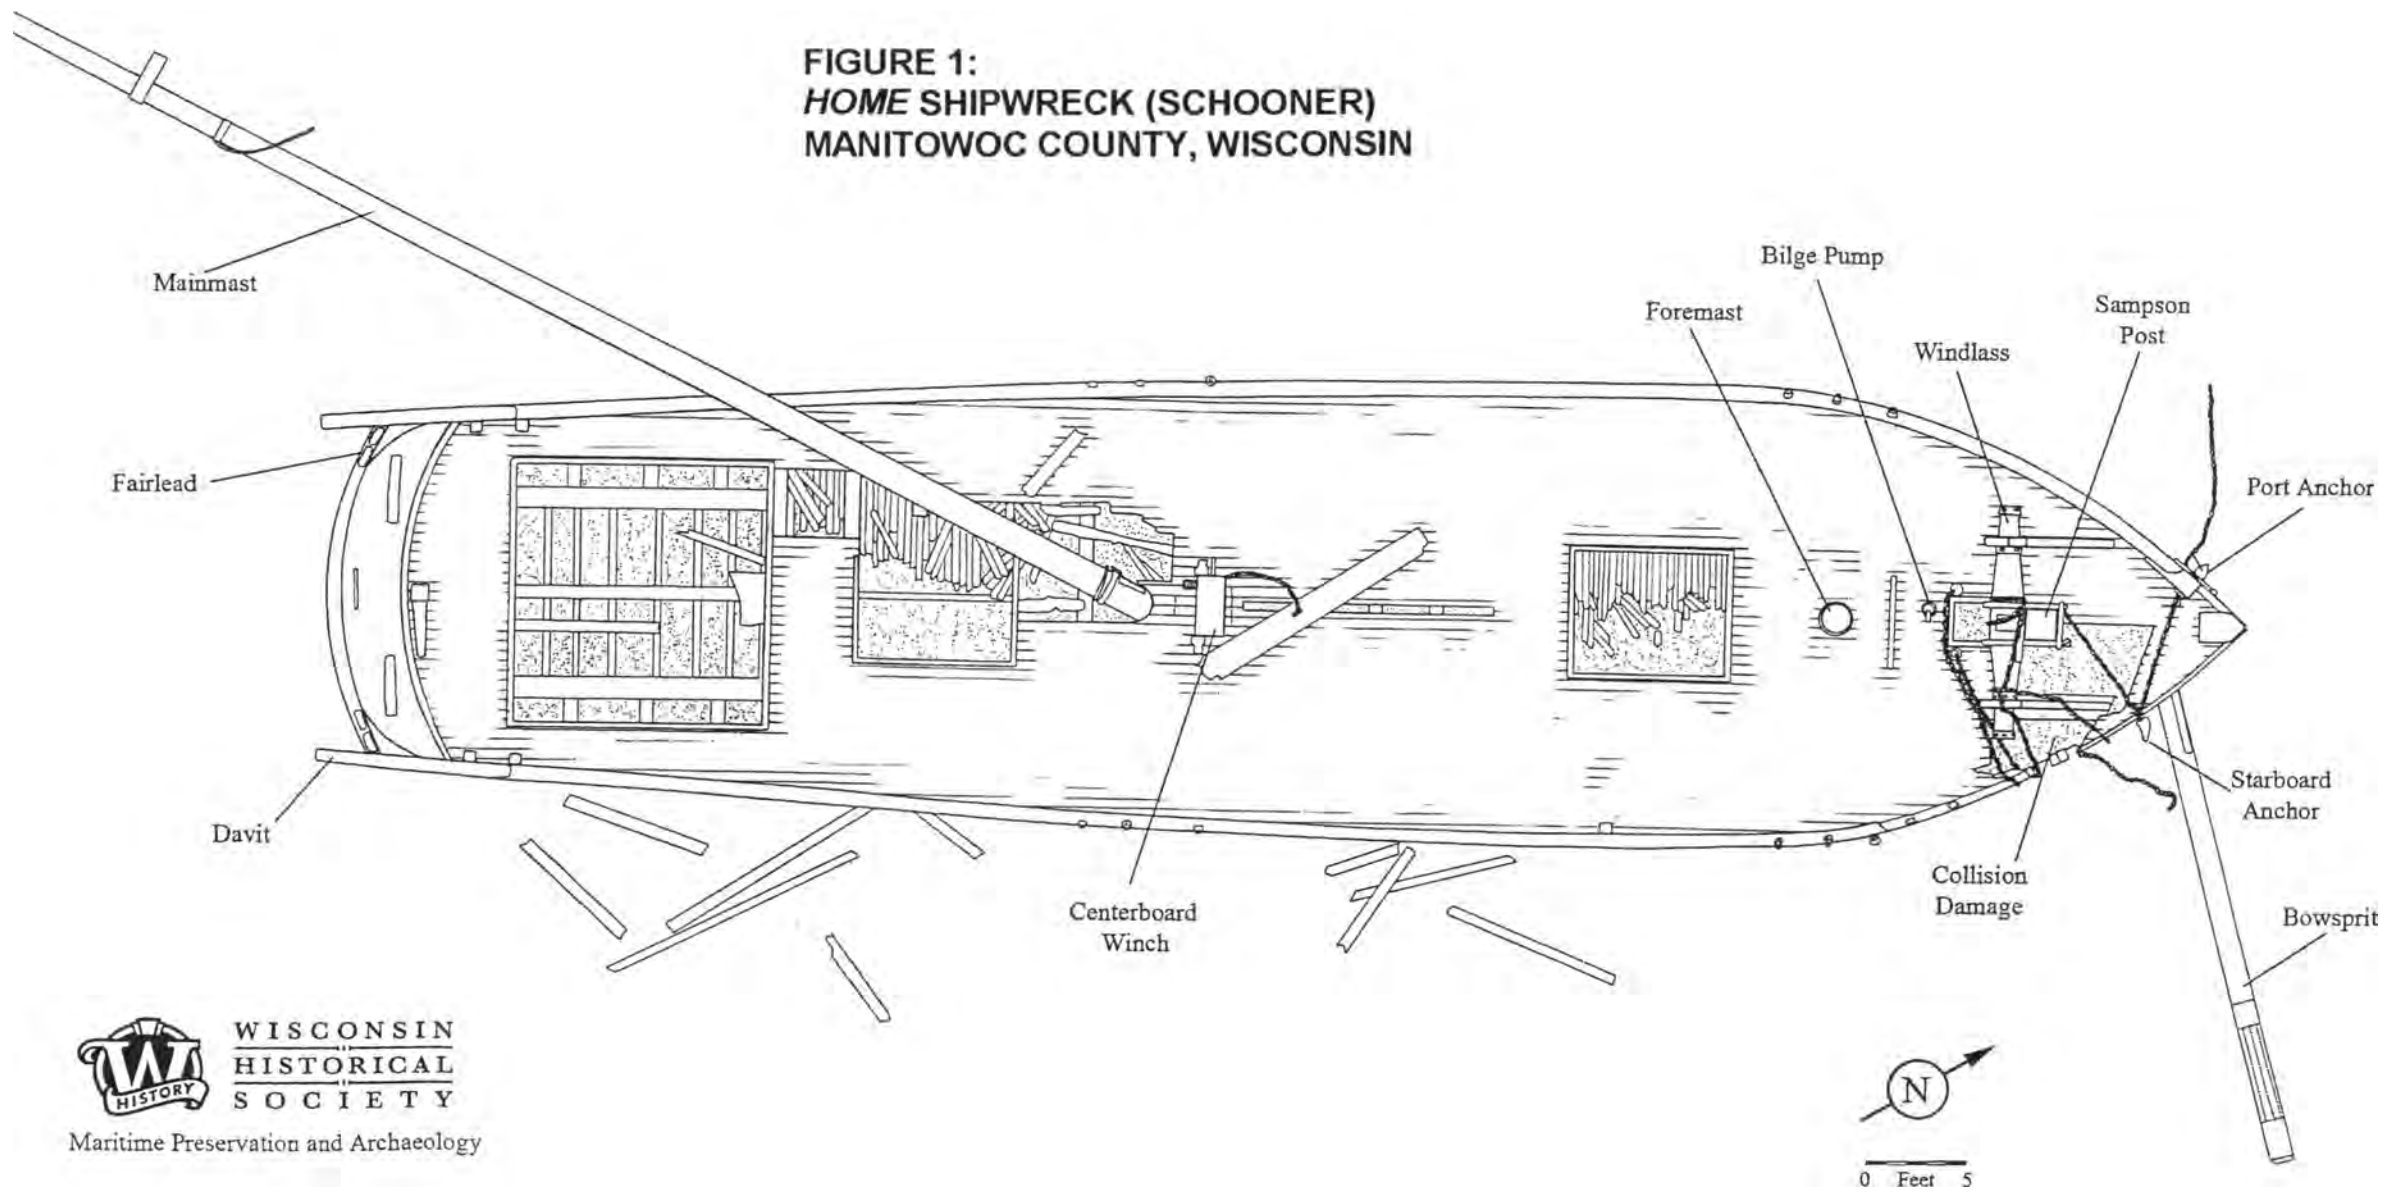 FIGURE 1:
HOME SHIPWRECK (SCHOONER)
MANITOWOC COUNTY, WISCONSIN
Mainmast
Bilge Pump
Foremast
Sampson
Post
Windlass
Fairlead
Port Anchor
Davit
Starboard
Anchor
Collision
Damage
Centerboard
Winch
Bowsprit
W
HISTORY
WISCONSIN
HISTORICAL
SOCIETY
Maritime Preservation and Archaeology
N
0 Feet 5